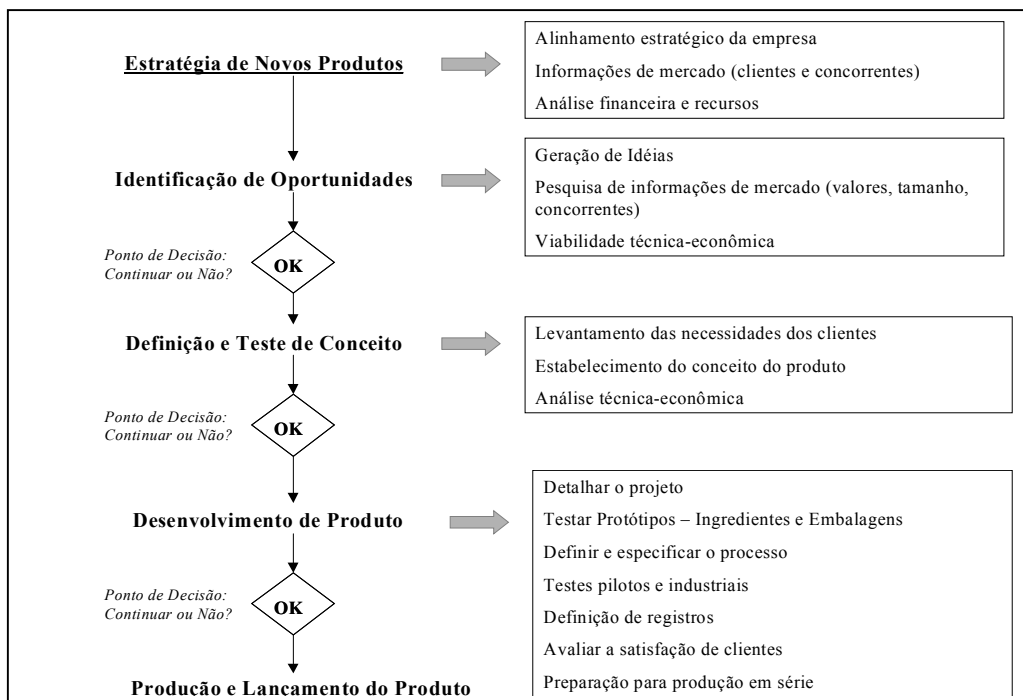 Estratégia de Novos Produtos
Alinhamento estratégico da empresa
Informações de mercado (clientes e concorrentes)
Análise financeira e recursos
Identificação de Oportunidades
Geração de Idéias
Pesquisa de informações de mercado (valores, tamanho,
concorrentes)
Viabilidade técnica-econômica
Ponto de Decisão:
Continuar ou Não?
OK
Definição e Teste de Conceito
Levantamento das necessidades dos clientes
Estabelecimento do conceito do produto
Análise técnica-econômica
Ponto de Decisão:
Continuar ou Não?
OK
Desenvolvimento de Produto
Detalhar o projeto
Testar Protótipos – Ingredientes e Embalagens
Definir e especificar o processo
Testes pilotos e industriais
Definição de registros
Avaliar a satisfação de clientes
Preparação para produção em série
Ponto de Decisão:
Continuar ou Não?
OK
Produção e Lançamento do Produto